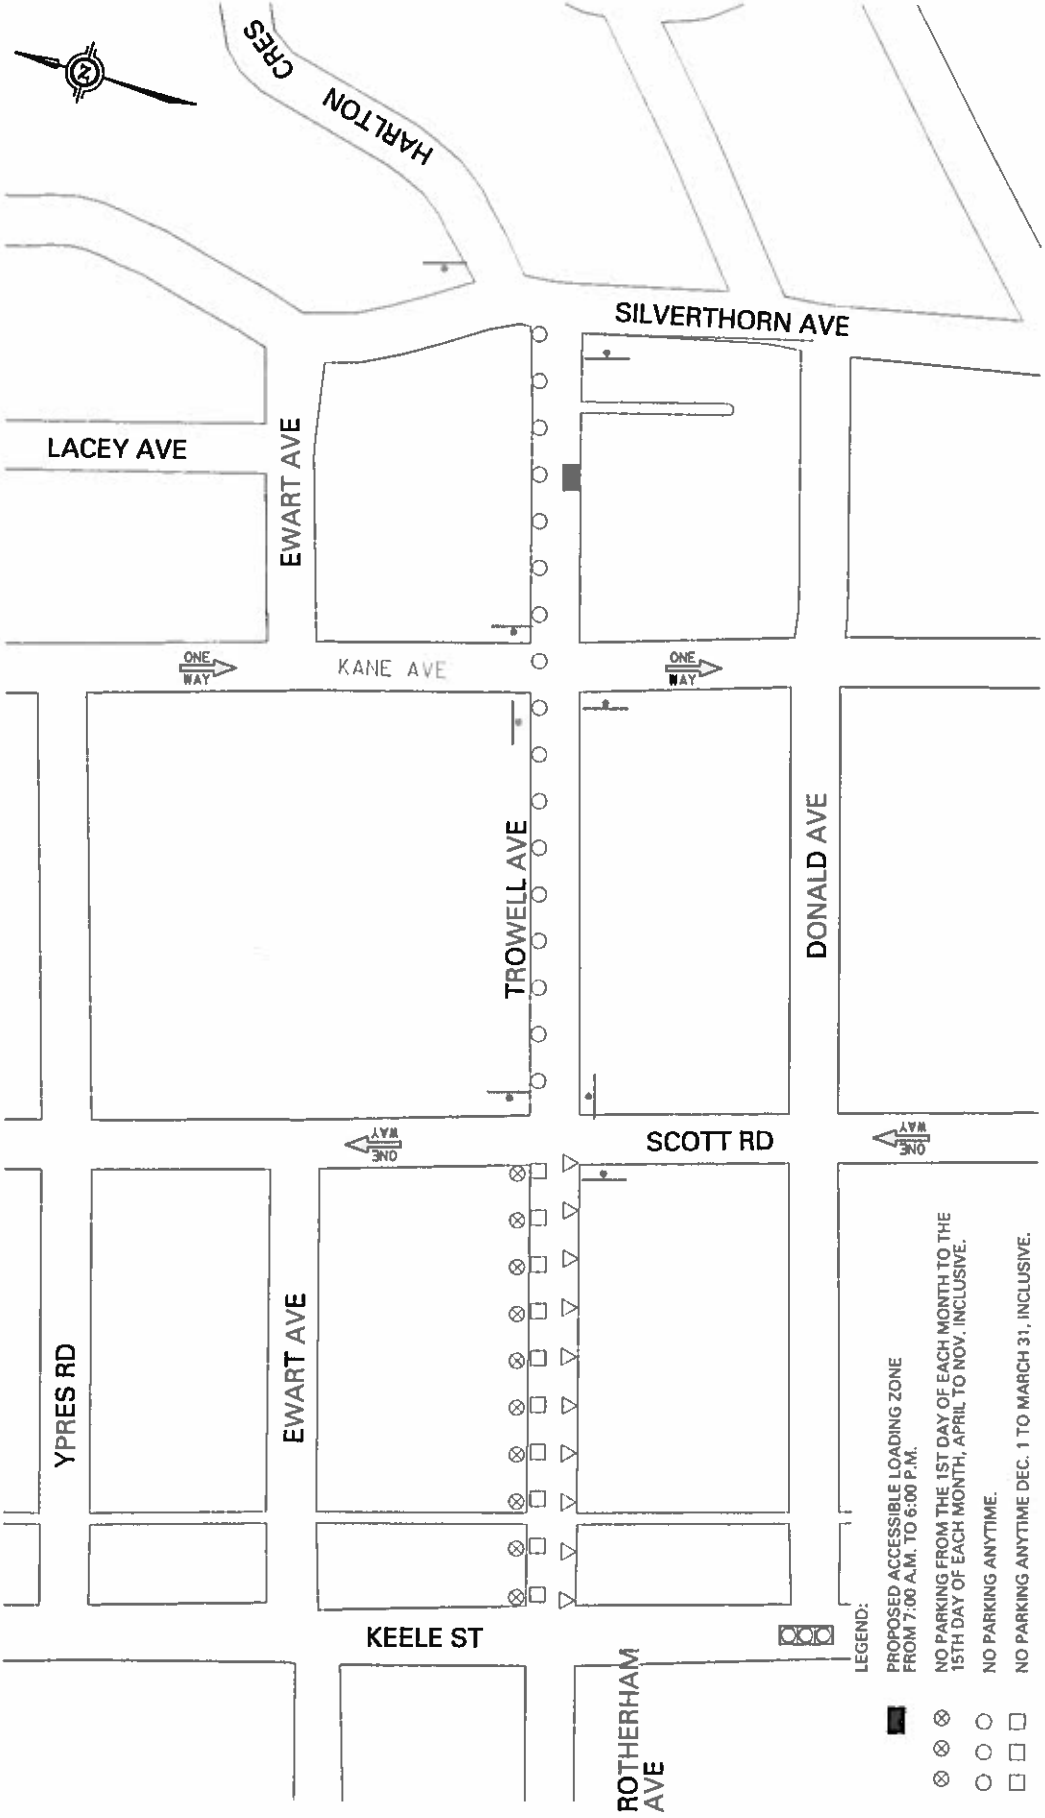 N
CRES
HARLTON
SILVERTHORN AVE
LACEY AVE
EWART AVE
ONE
WAY
KANE AVE
ONE
WAY
TROWELL AVE
DONALD AVE
ONE
WAY
SCOTT RD
ONE
WAY
YPRES RD
EWART AVE
KEELE ST
ROTHERHAM
AVE
LEGEND:
PROPOSED ACCESSIBLE LOADING ZONE
FROM 7:00 A.M. TO 6:00 P.M.
NO PARKING FROM THE 1ST DAY OF EACH MONTH TO THE
15TH DAY OF EACH MONTH, APRIL TO NOV. INCLUSIVE.
NO PARKING ANYTIME.
NO PARKING ANYTIME DEC. 1 TO MARCH 31, INCLUSIVE.